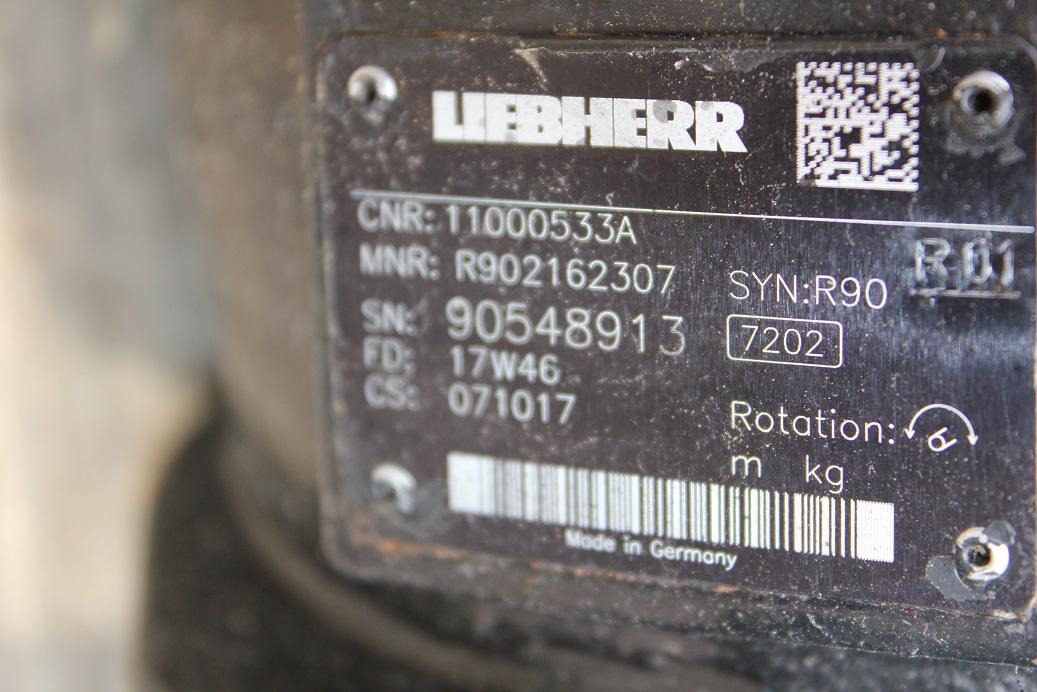 LIEBHERR
CNR: 11000533A
R 01
MNR: R902162307
SYN:R90
SN: 90548913
7202
FD: 17W46
CS: 071017
Rotation:
m kg
Made in Germany